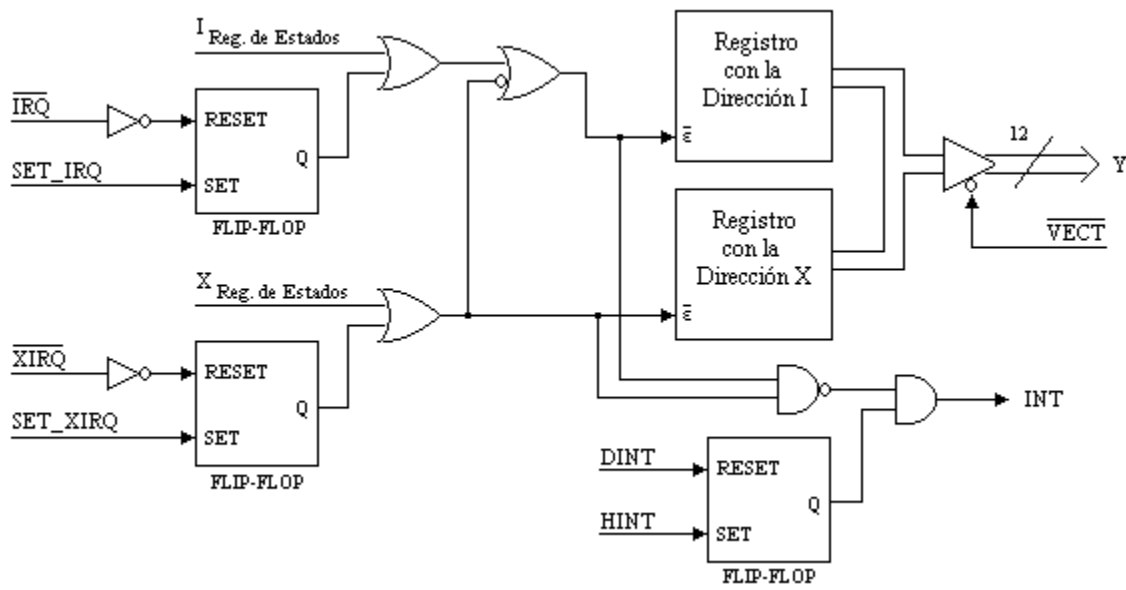 I Reg. de Estados
IRQ
RESET
Q
SET_IRQ
SET
FLIP-FLOP
Registro
con la
Dirección I
ε
12
Y
VECT
Registro
con la
Dirección X
ε
X Reg. de Estados
XIRQ
RESET
Q
SET_XIRQ
SET
FLIP-FLOP
INT
DINT
RESET
Q
HINT
SET
FLIP-FLOP